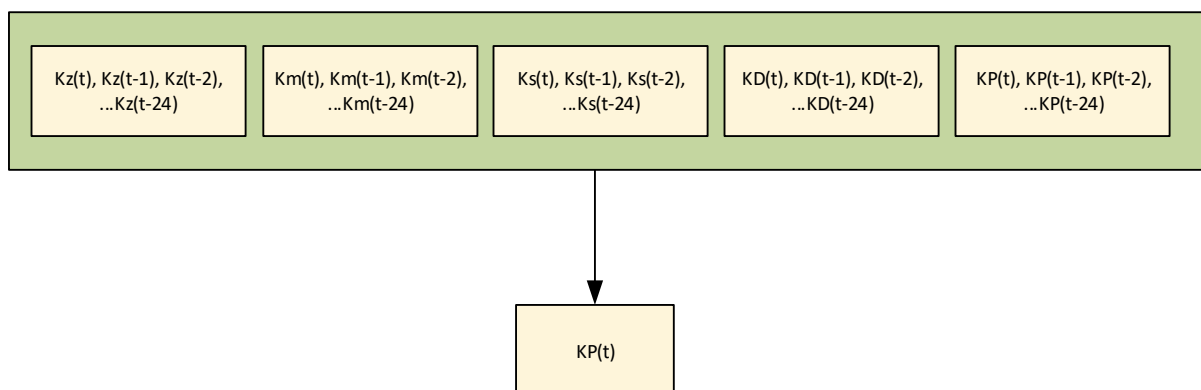 Kz(t), Kz(t-1), Kz(t-2),
...Kz(t-24)
Km(t), Km(t-1), Km(t-2),
...Km(t-24)
Ks(t), Ks(t-1), Ks(t-2),
...Ks(t-24)
KD(t), KD(t-1), KD(t-2),
...KD(t-24)
KP(t), KP(t-1), KP(t-2),
...KP(t-24)
KP(t)